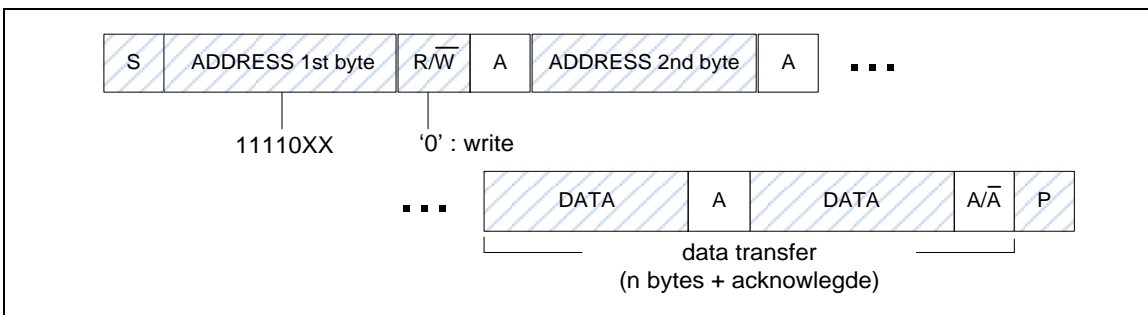 S ADDRESS 1st byte R/W̅ A ADDRESS 2nd byte A ...
11110XX ‘0’ : write
... DATA A DATA A/A̅ P
data transfer
(n bytes + acknowlegde)